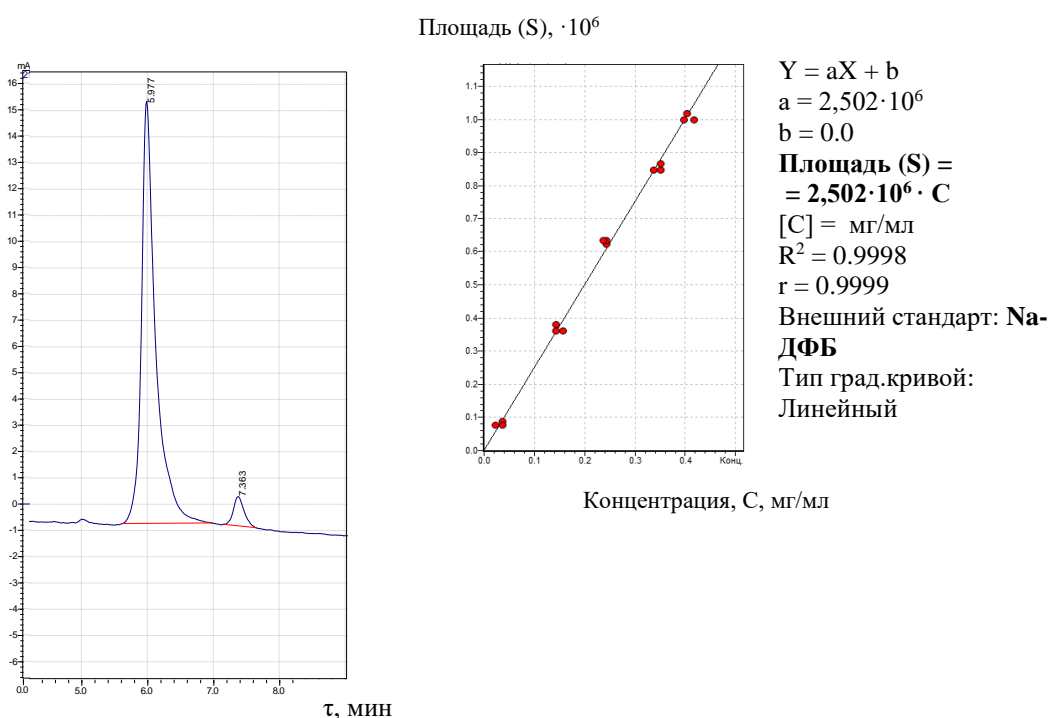 Площадь (S), ·10⁶
mA
16
14
13
12
11
10
9
8
7
6
5
4
3
2
1
0
-1
-2
-3
-4
-5
-6
0.0
5.0
6.0
7.0
8.0
5.977
7.363
τ, мин
1.1
1.0
0.9
0.8
0.7
0.6
0.5
0.4
0.3
0.2
0.1
0.0
0.0 0.1 0.2 0.3 0.4 Конц.
Концентрация, С, мг/мл
Y = aX + b
a = 2,502·10⁶
b = 0.0
Площадь (S) =
= 2,502·10⁶ · C
[C] = мг/мл
R² = 0.9998
r = 0.9999
Внешний стандарт: Na-
ДФБ
Тип град.кривой:
Линейный